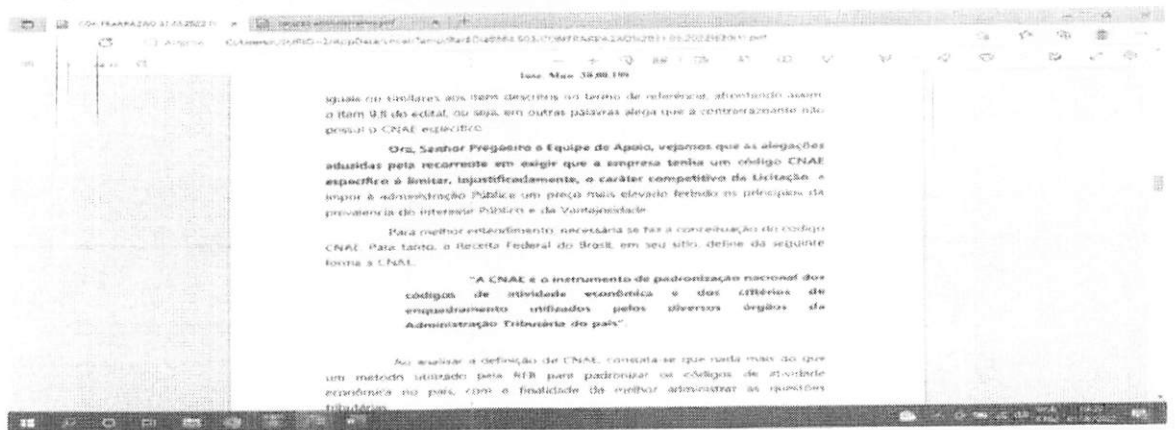 CONTRARRAZAO 31.05.2022
iguais ou similares aos itens descritos no termo de referência, afrontando assim
o item 9.8 do edital, ou seja, em outras palavras alega que a contrarrazoante não
possui o CNAE específico.
Ora, Senhor Pregoeiro e Equipe de Apoio, vejamos que as alegações
aduzidas pela recorrente em exigir que a empresa tenha um código CNAE
específico é limitar, injustificadamente, o caráter competitivo da Licitação, e
impor à administração Pública um preço mais elevado ferindo os princípios da
prevalência do interesse Público e da Vantajosidade.
Para melhor entendimento, necessária se faz a conceituação do código
CNAE. Para tanto, a Receita Federal do Brasil, em seu sítio, define da seguinte
forma a CNAE:
"A CNAE é o instrumento de padronização nacional dos
códigos de atividade econômica e dos critérios de
enquadramento utilizados pelos diversos órgãos da
Administração Tributária do país".
Ao analisar a definição de CNAE, constata-se que nada mais do que
um método utilizado pela RFB para padronizar os códigos de atividade
econômica no país, com a finalidade de melhor administrar as questões
tributárias.